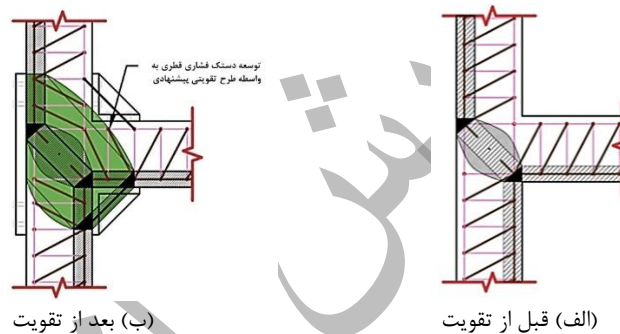 توسعه دستک فشاری قطری به
واسطه طرح تقویتی پیشنهادی
(الف) قبل از تقویت
(ب) بعد از تقویت